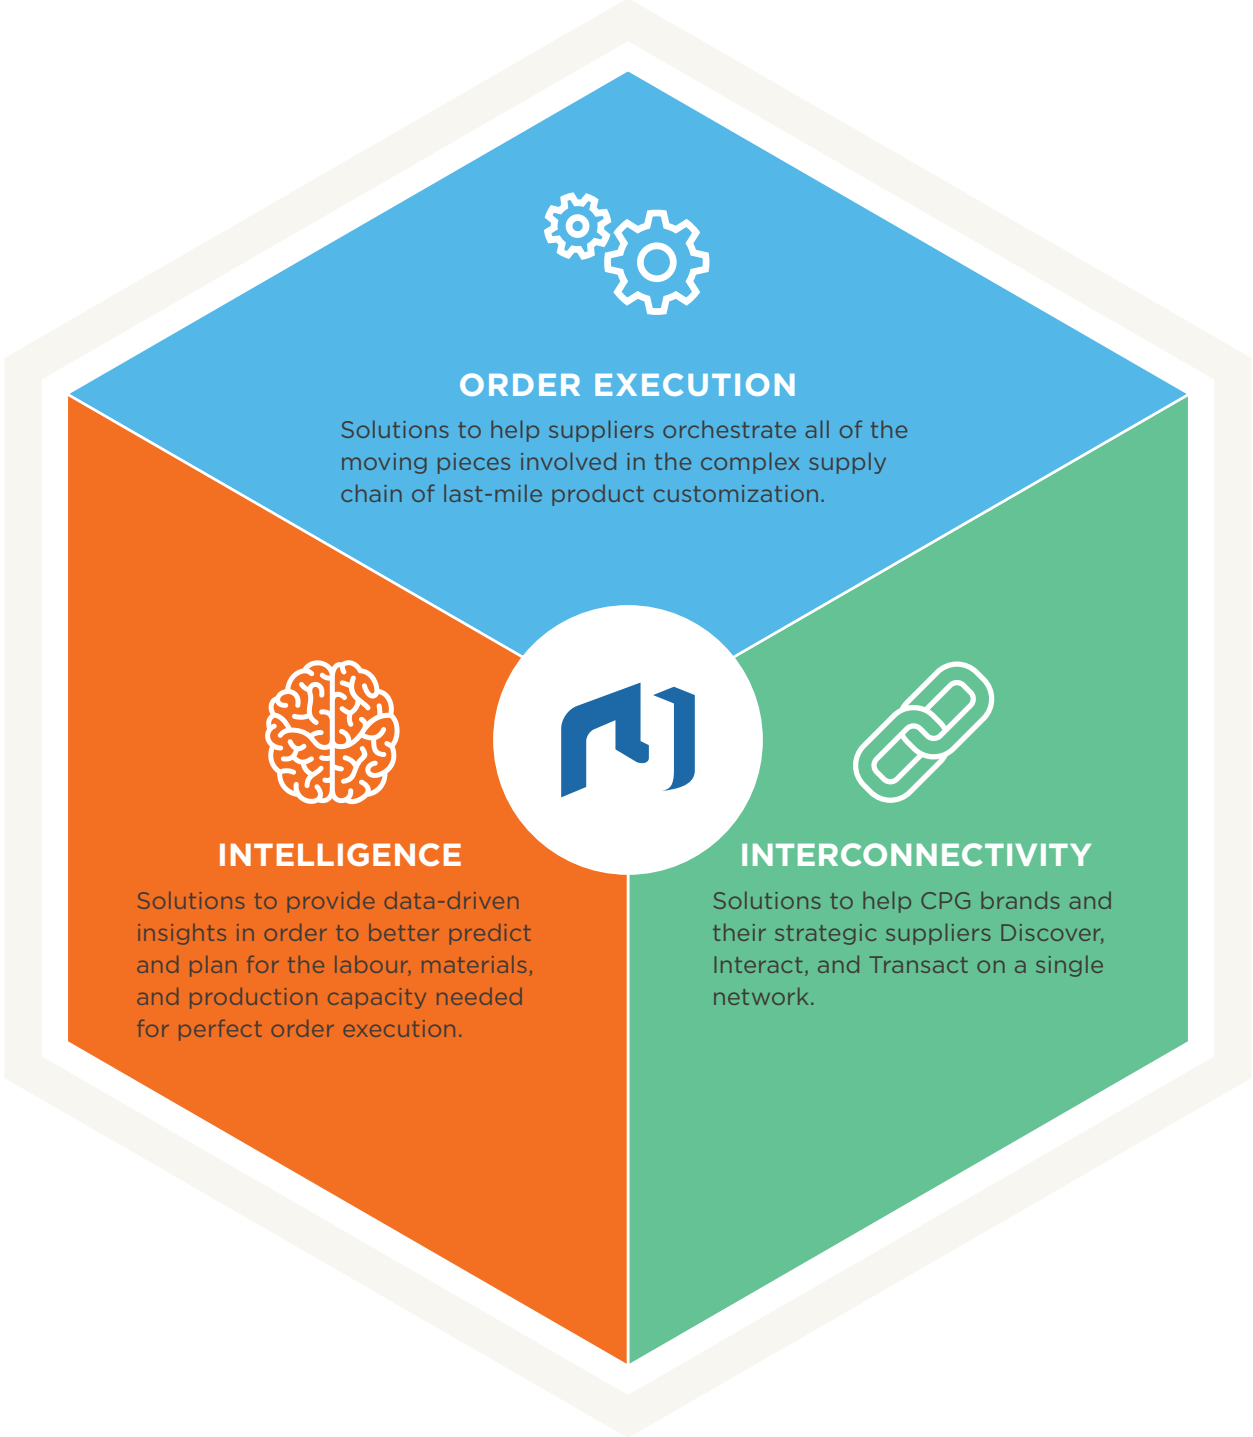 ORDER EXECUTION
Solutions to help suppliers orchestrate all of the
moving pieces involved in the complex supply
chain of last-mile product customization.
INTELLIGENCE
Solutions to provide data-driven
insights in order to better predict
and plan for the labour, materials,
and production capacity needed
for perfect order execution.
INTERCONNECTIVITY
Solutions to help CPG brands and
their strategic suppliers Discover,
Interact, and Transact on a single
network.